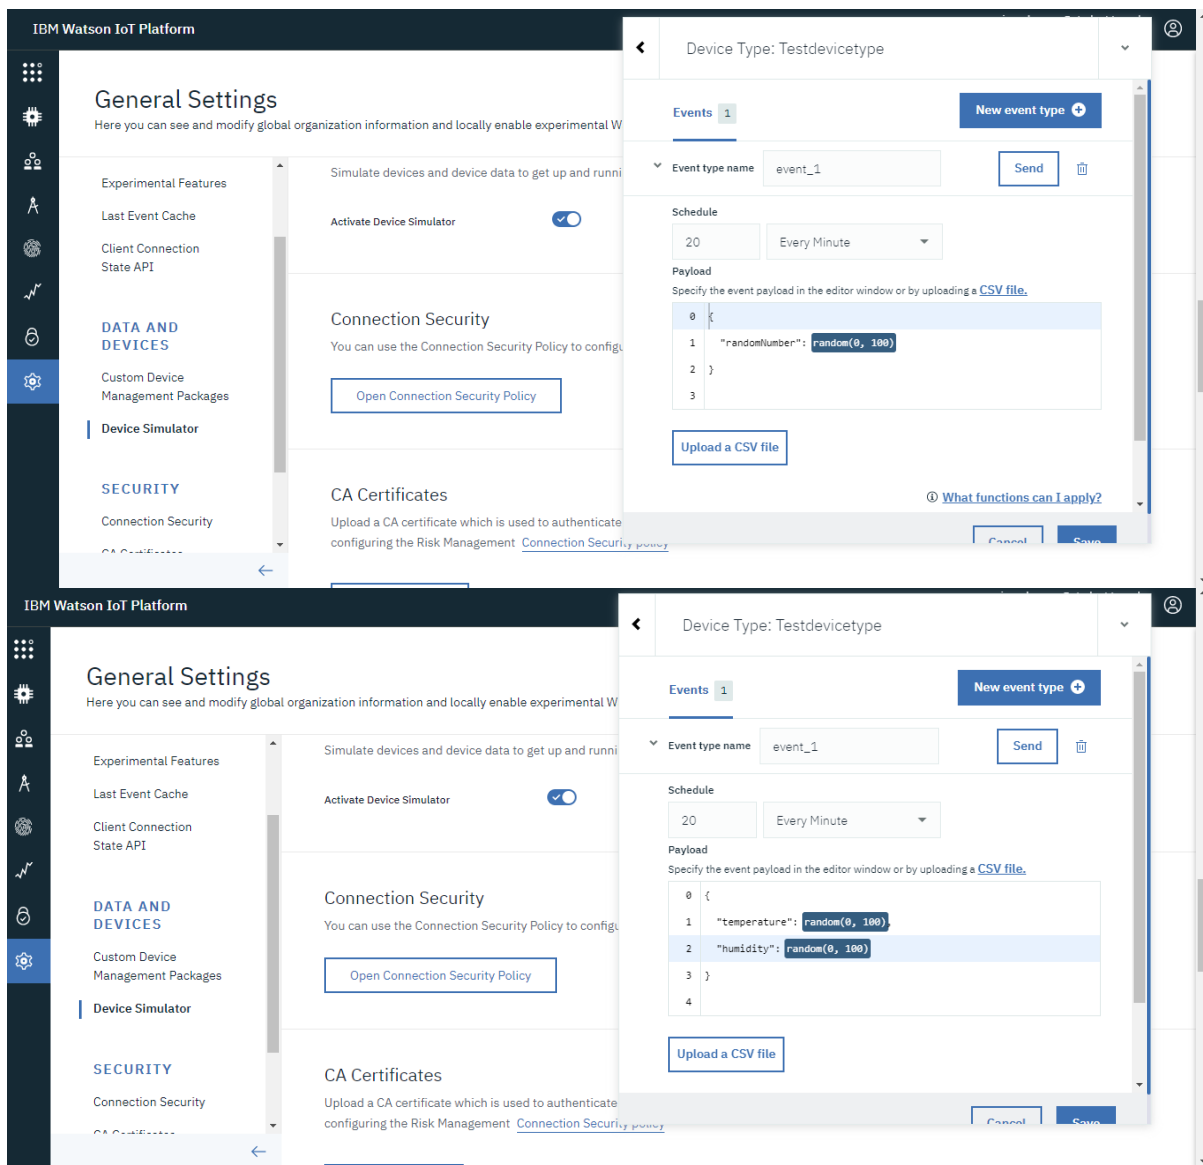 IBM Watson IoT Platform
Device Type: Testdevicetype
General Settings
Here you can see and modify global organization information and locally enable experimental W
Events 1
New event type
Experimental Features
Simulate devices and device data to get up and runni
Event type name
event_1
Send
Last Event Cache
Activate Device Simulator
Schedule
Client Connection
State API
20
Every Minute
Payload
Specify the event payload in the editor window or by uploading a CSV file.
0 {
1 "randomNumber": random(0, 100)
2 }
3
DATA AND
DEVICES
Connection Security
You can use the Connection Security Policy to configu
Custom Device
Management Packages
Open Connection Security Policy
Device Simulator
Upload a CSV file
SECURITY
CA Certificates
What functions can I apply?
Connection Security
Upload a CA certificate which is used to authenticate
configuring the Risk Management Connection Security policy
CA Certificates
Cancel
Save
IBM Watson IoT Platform
Device Type: Testdevicetype
General Settings
Here you can see and modify global organization information and locally enable experimental W
Events 1
New event type
Experimental Features
Simulate devices and device data to get up and runni
Event type name
event_1
Send
Last Event Cache
Activate Device Simulator
Schedule
Client Connection
State API
20
Every Minute
Payload
Specify the event payload in the editor window or by uploading a CSV file.
0 {
1 "temperature": random(0, 100),
2 "humidity": random(0, 100)
3 }
4
DATA AND
DEVICES
Connection Security
You can use the Connection Security Policy to configu
Custom Device
Management Packages
Open Connection Security Policy
Device Simulator
Upload a CSV file
SECURITY
CA Certificates
Connection Security
Upload a CA certificate which is used to authenticate
configuring the Risk Management Connection Security policy
CA Certificates
Cancel
Save